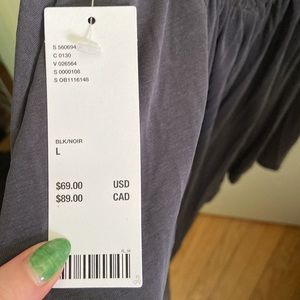 S 560694
C 0130
V 026564
S 0000106
S OB1116148
BLK/NOIR
L
$69.00 USD
$89.00 CAD